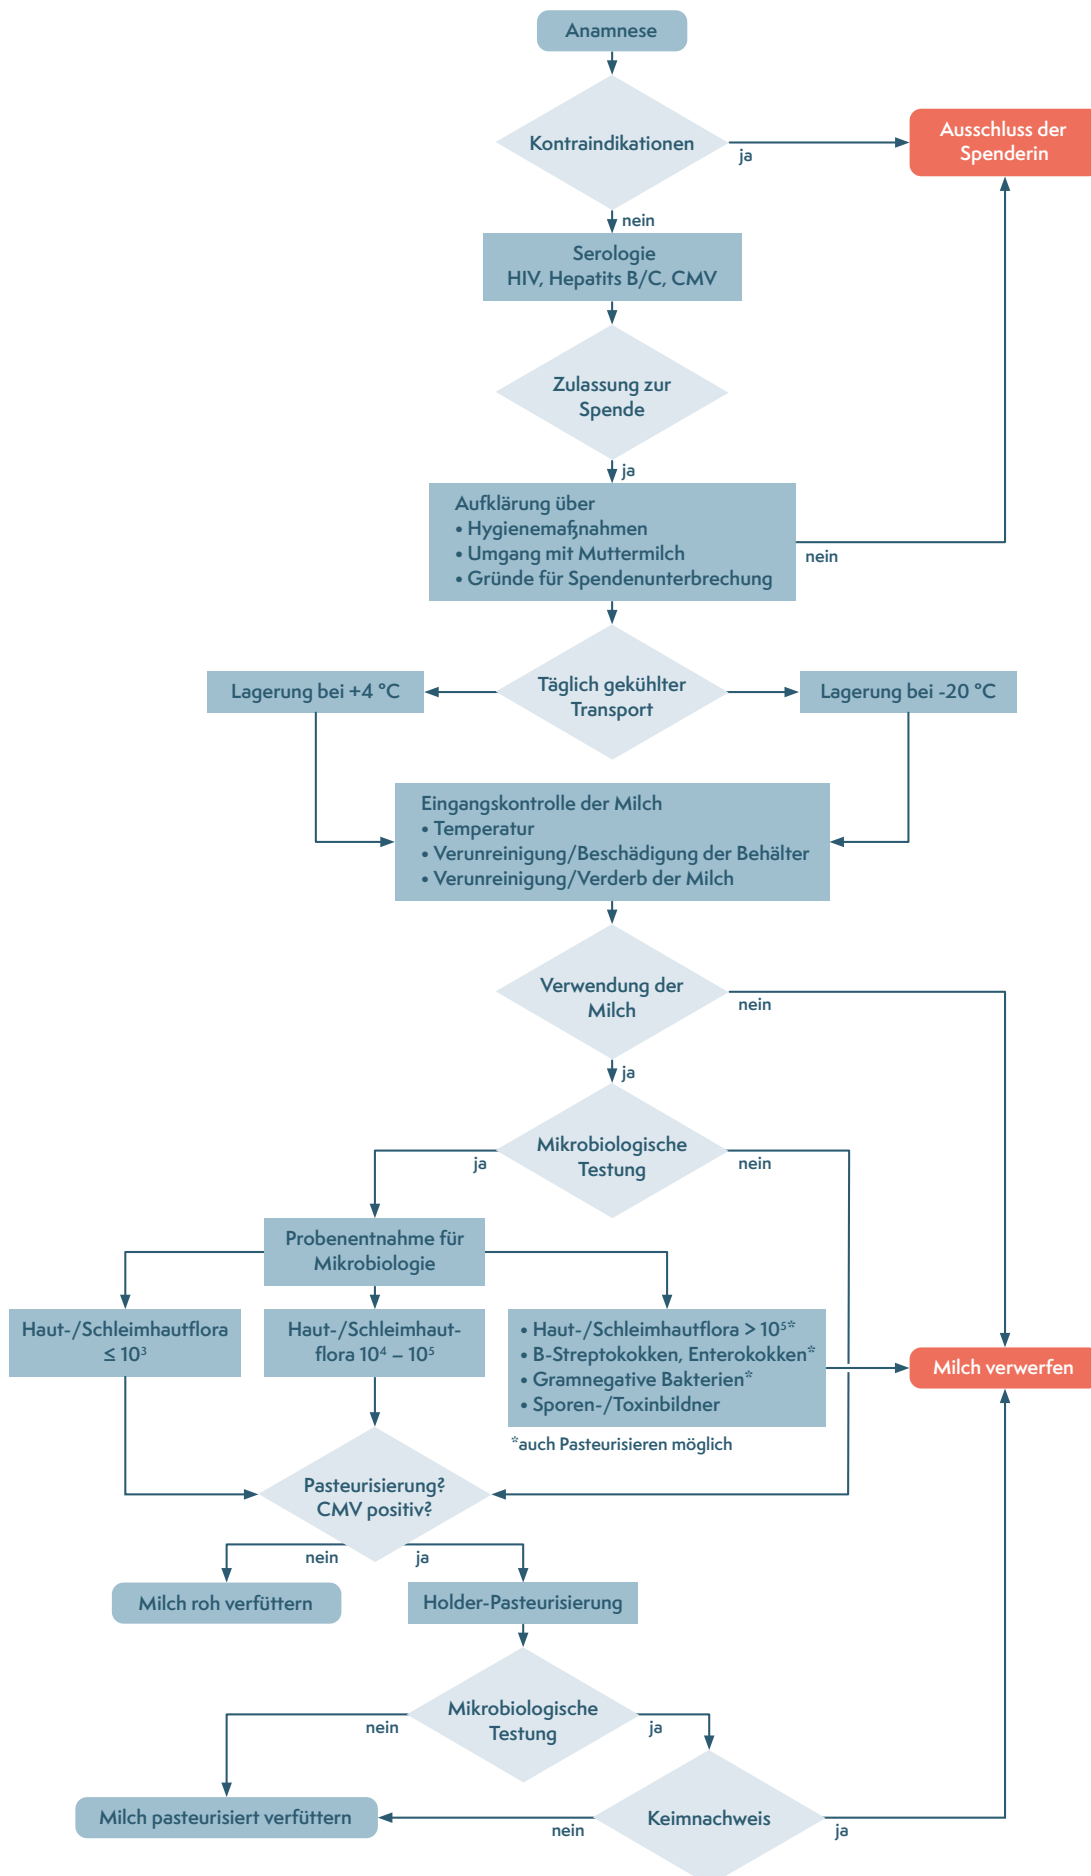 Anamnese
Kontraindikationen
ja
Ausschluss der
Spenderin
nein
Serologie
HIV, Hepatits B/C, CMV
Zulassung zur
Spende
ja
Aufklärung über
• Hygienemaßnahmen
• Umgang mit Muttermilch
• Gründe für Spendenunterbrechung
nein
Lagerung bei +4 °C
Täglich gekühlter
Transport
Lagerung bei -20 °C
Eingangskontrolle der Milch
• Temperatur
• Verunreinigung/Beschädigung der Behälter
• Verunreinigung/Verderb der Milch
Verwendung der
Milch
nein
ja
Mikrobiologische
Testung
ja
nein
Probenentnahme für
Mikrobiologie
Haut-/Schleimhautflora
≤ 10³
Haut-/Schleimhaut-
flora 10⁴ – 10⁵
• Haut-/Schleimhautflora > 10⁵*
• B-Streptokokken, Enterokokken*
• Gramnegative Bakterien*
• Sporen-/Toxinbildner
*auch Pasteurisieren möglich
Milch verwerfen
Pasteurisierung?
CMV positiv?
nein
ja
Milch roh verfüttern
Holder-Pasteurisierung
Mikrobiologische
Testung
nein
ja
Milch pasteurisiert verfüttern
nein
Keimnachweis
ja